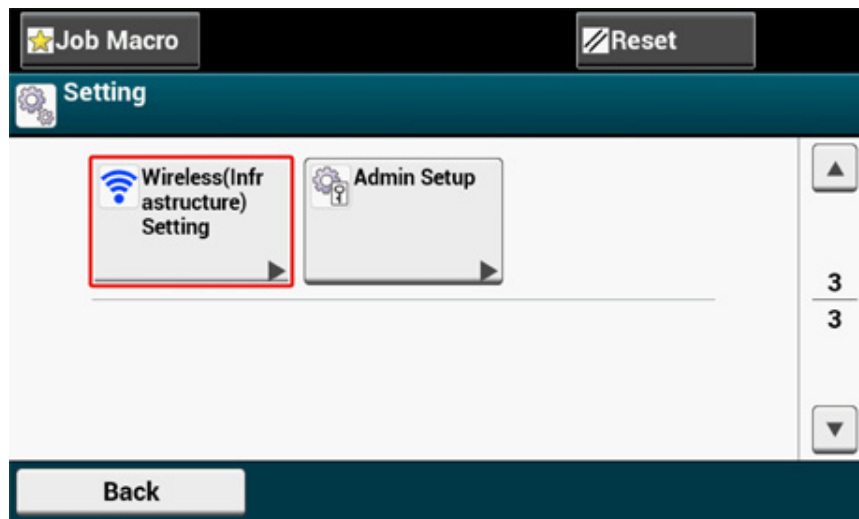 Job Macro
Reset
Setting
Wireless(Infr
astructure)
Setting
Admin Setup
3
3
Back